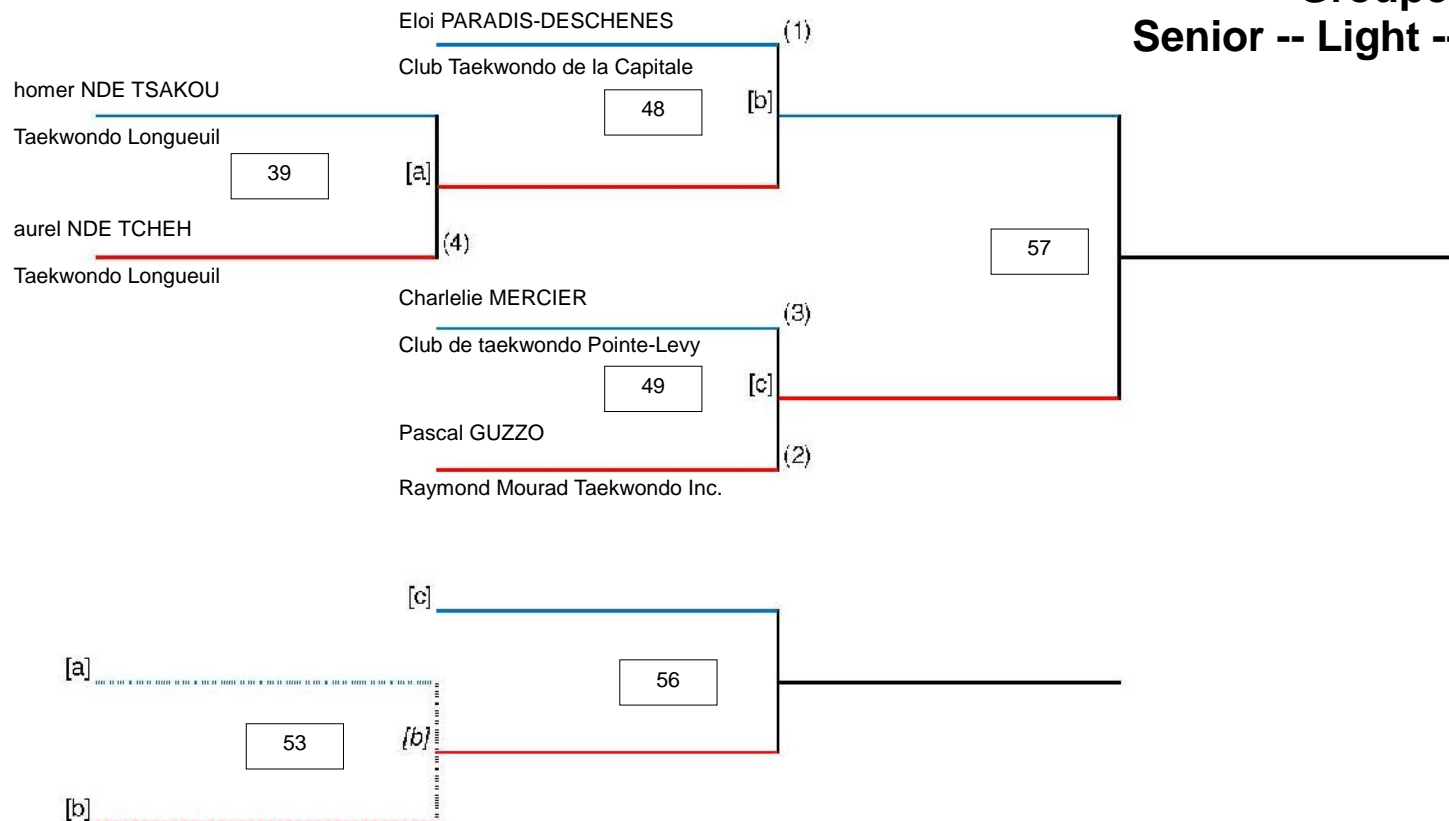 Senior -- Light --
Eloi PARADIS-DESCHENES
(1)
Club Taekwondo de la Capitale
homer NDE TSAKOU
48
[b]
Taekwondo Longueuil
39
[a]
aurel NDE TCHEH
(4)
57
Taekwondo Longueuil
Charlelie MERCIER
(3)
Club de taekwondo Pointe-Levy
49
[c]
Pascal GUZZO
(2)
Raymond Mourad Taekwondo Inc.
[c]
[a]
56
53
[b]
[b]